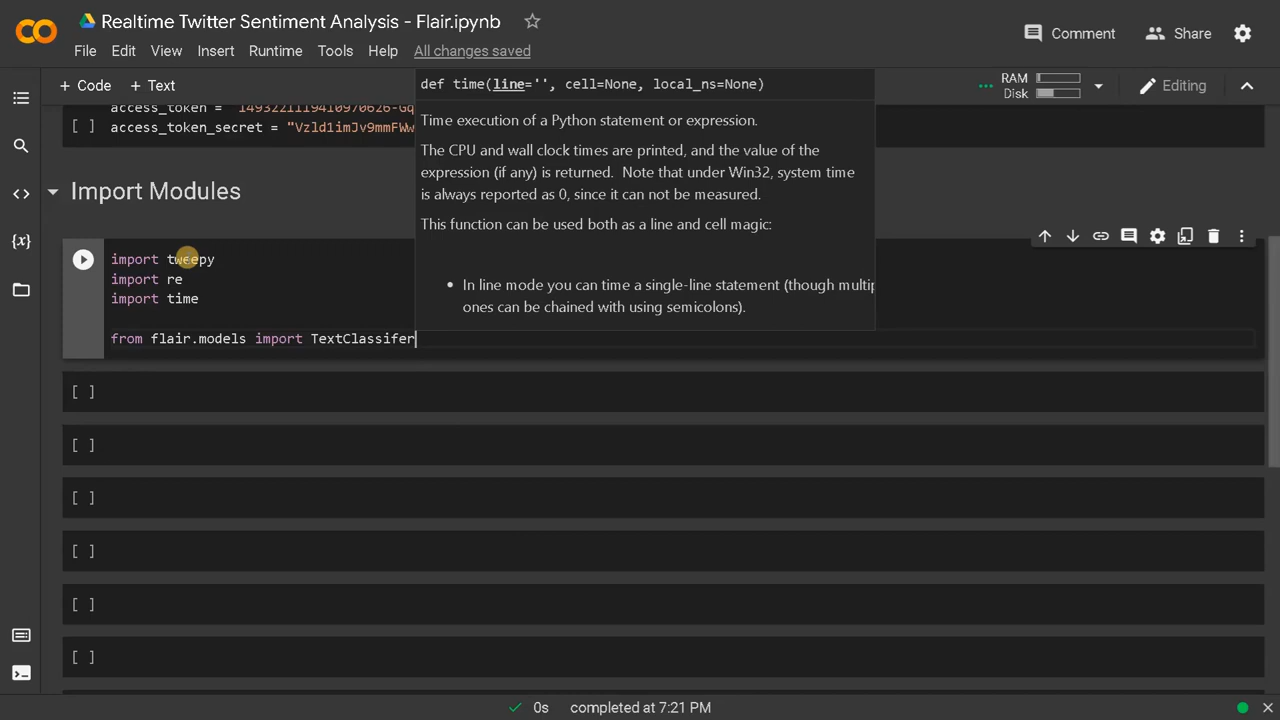 Realtime Twitter Sentiment Analysis - Flair.ipynb
Comment
Share
File Edit View Insert Runtime Tools Help All changes saved
+ Code + Text
RAM
Disk
Editing
def time(line='', cell=None, local_ns=None)
Time execution of a Python statement or expression.
The CPU and wall clock times are printed, and the value of the
expression (if any) is returned. Note that under Win32, system time
is always reported as 0, since it can not be measured.
This function can be used both as a line and cell magic:
• In line mode you can time a single-line statement (though multip
ones can be chained with using semicolons).
[ ] access_token_secret = "Vzld1imJv9mmFWw
Import Modules
import tweepy
import re
import time
from flair.models import TextClassifer
[ ]
[ ]
[ ]
[ ]
[ ]
[ ]
{x}
0s completed at 7:21 PM